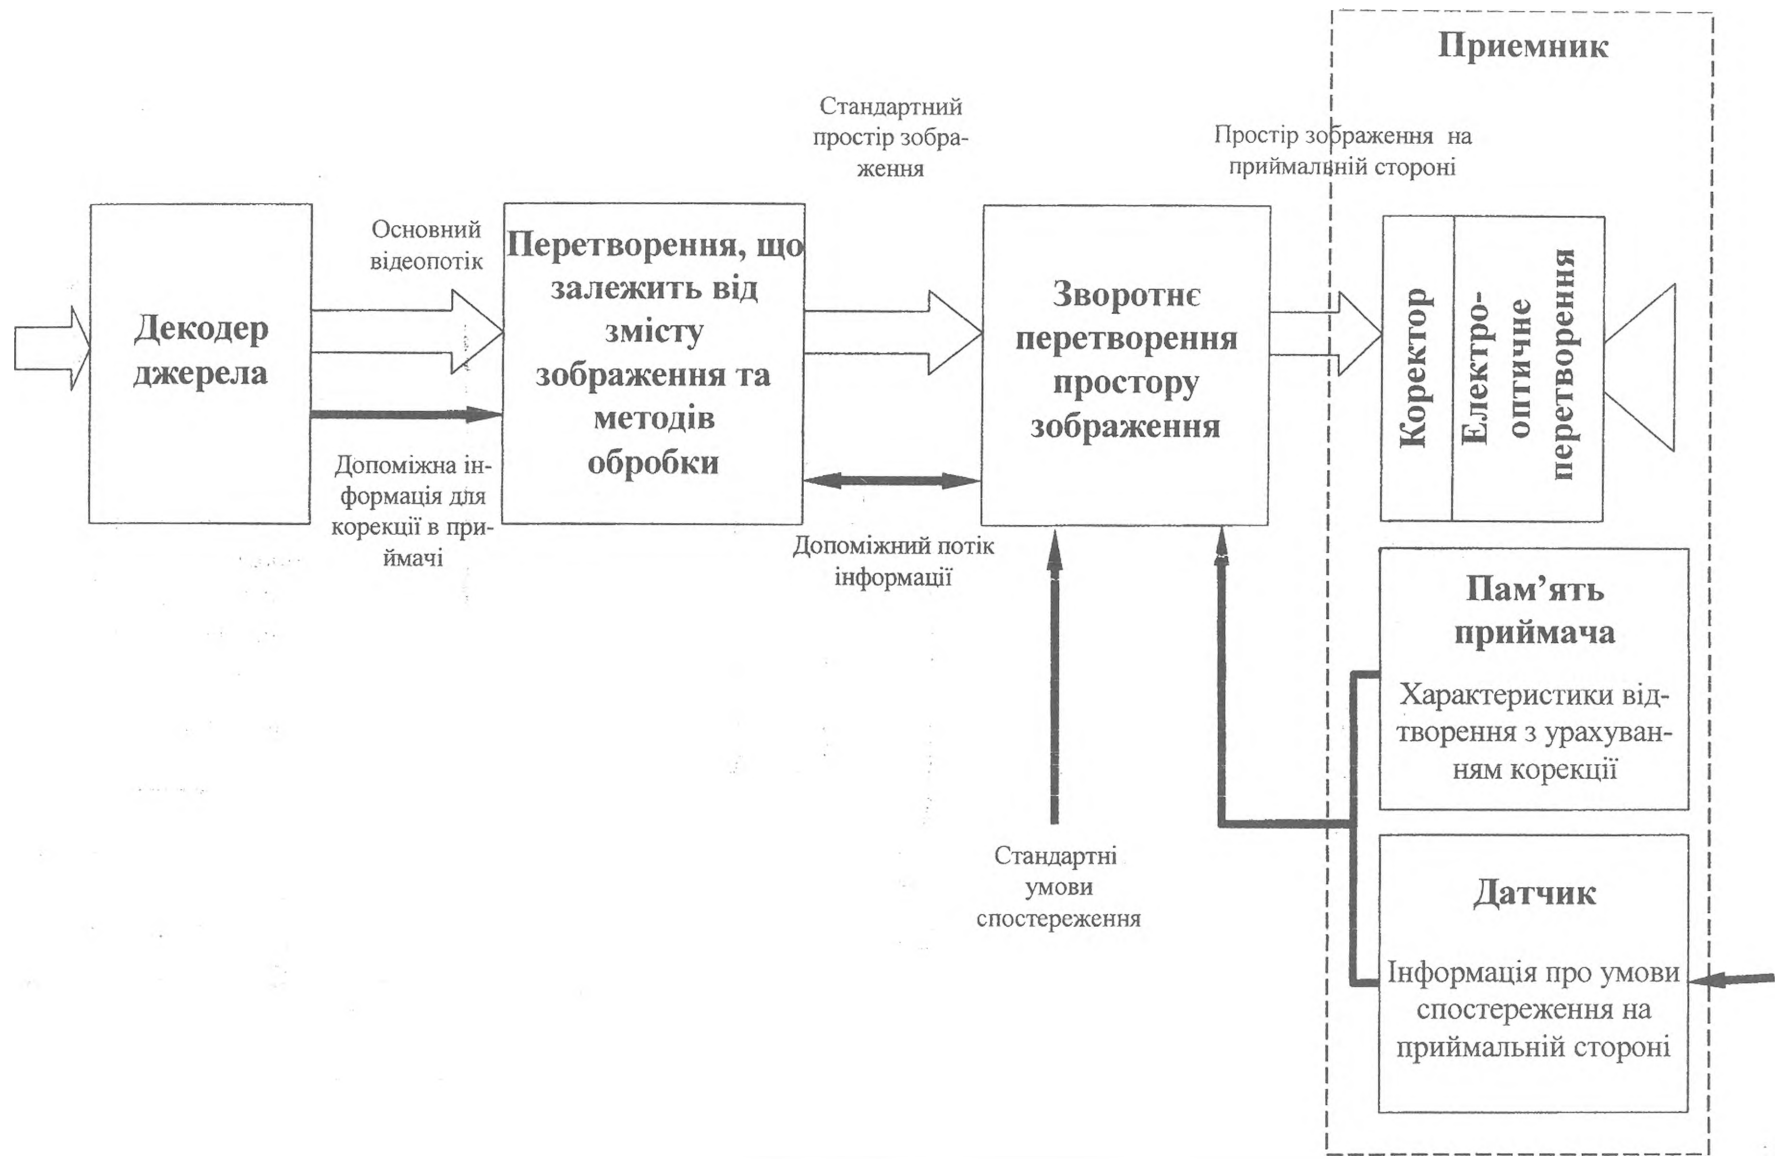 Приемник
Стандартний
простір зобра-
ження
Простір зображення на
приймальній стороні
Основний
відеопотік
Декодер
джерела
Перетворення, що
залежить від
змісту
зображення та
методів
обробки
Зворотнє
перетворення
простору
зображення
Коректор
Електро-
оптичне
перетворення
Допоміжна ін-
формація для
корекції в при-
ймачі
Допоміжний потік
інформації
Пам’ять
приймача
Характеристики від-
творення з урахуван-
ням корекції
Стандартні
умови
спостереження
Датчик
Інформація про умови
спостереження на
приймальній стороні